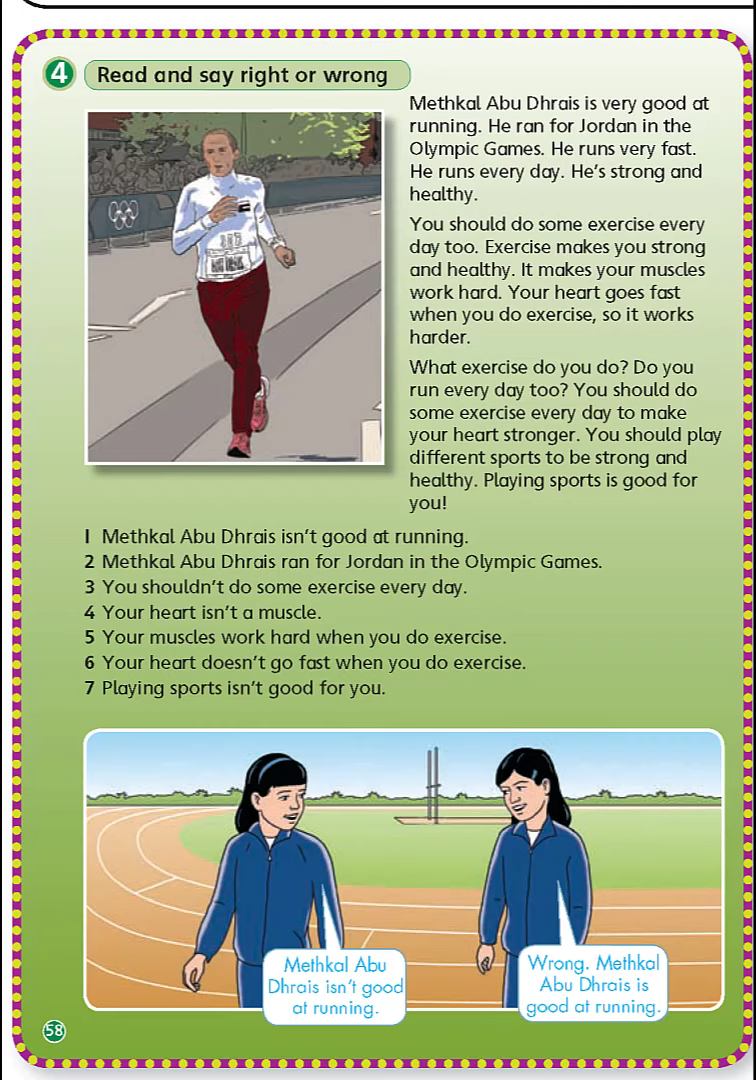 4 Read and say right or wrong
Methkal Abu Dhrais is very good at
running. He ran for Jordan in the
Olympic Games. He runs very fast.
He runs every day. He's strong and
healthy.
You should do some exercise every
day too. Exercise makes you strong
and healthy. It makes your muscles
work hard. Your heart goes fast
when you do exercise, so it works
harder.
What exercise do you do? Do you
run every day too? You should do
some exercise every day to make
your heart stronger. You should play
different sports to be strong and
healthy. Playing sports is good for
you!
1 Methkal Abu Dhrais isn't good at running.
2 Methkal Abu Dhrais ran for Jordan in the Olympic Games.
3 You shouldn't do some exercise every day.
4 Your heart isn't a muscle.
5 Your muscles work hard when you do exercise.
6 Your heart doesn't go fast when you do exercise.
7 Playing sports isn't good for you.
Methkal Abu
Dhrais isn't good
at running.
Wrong. Methkal
Abu Dhrais is
good at running.
58